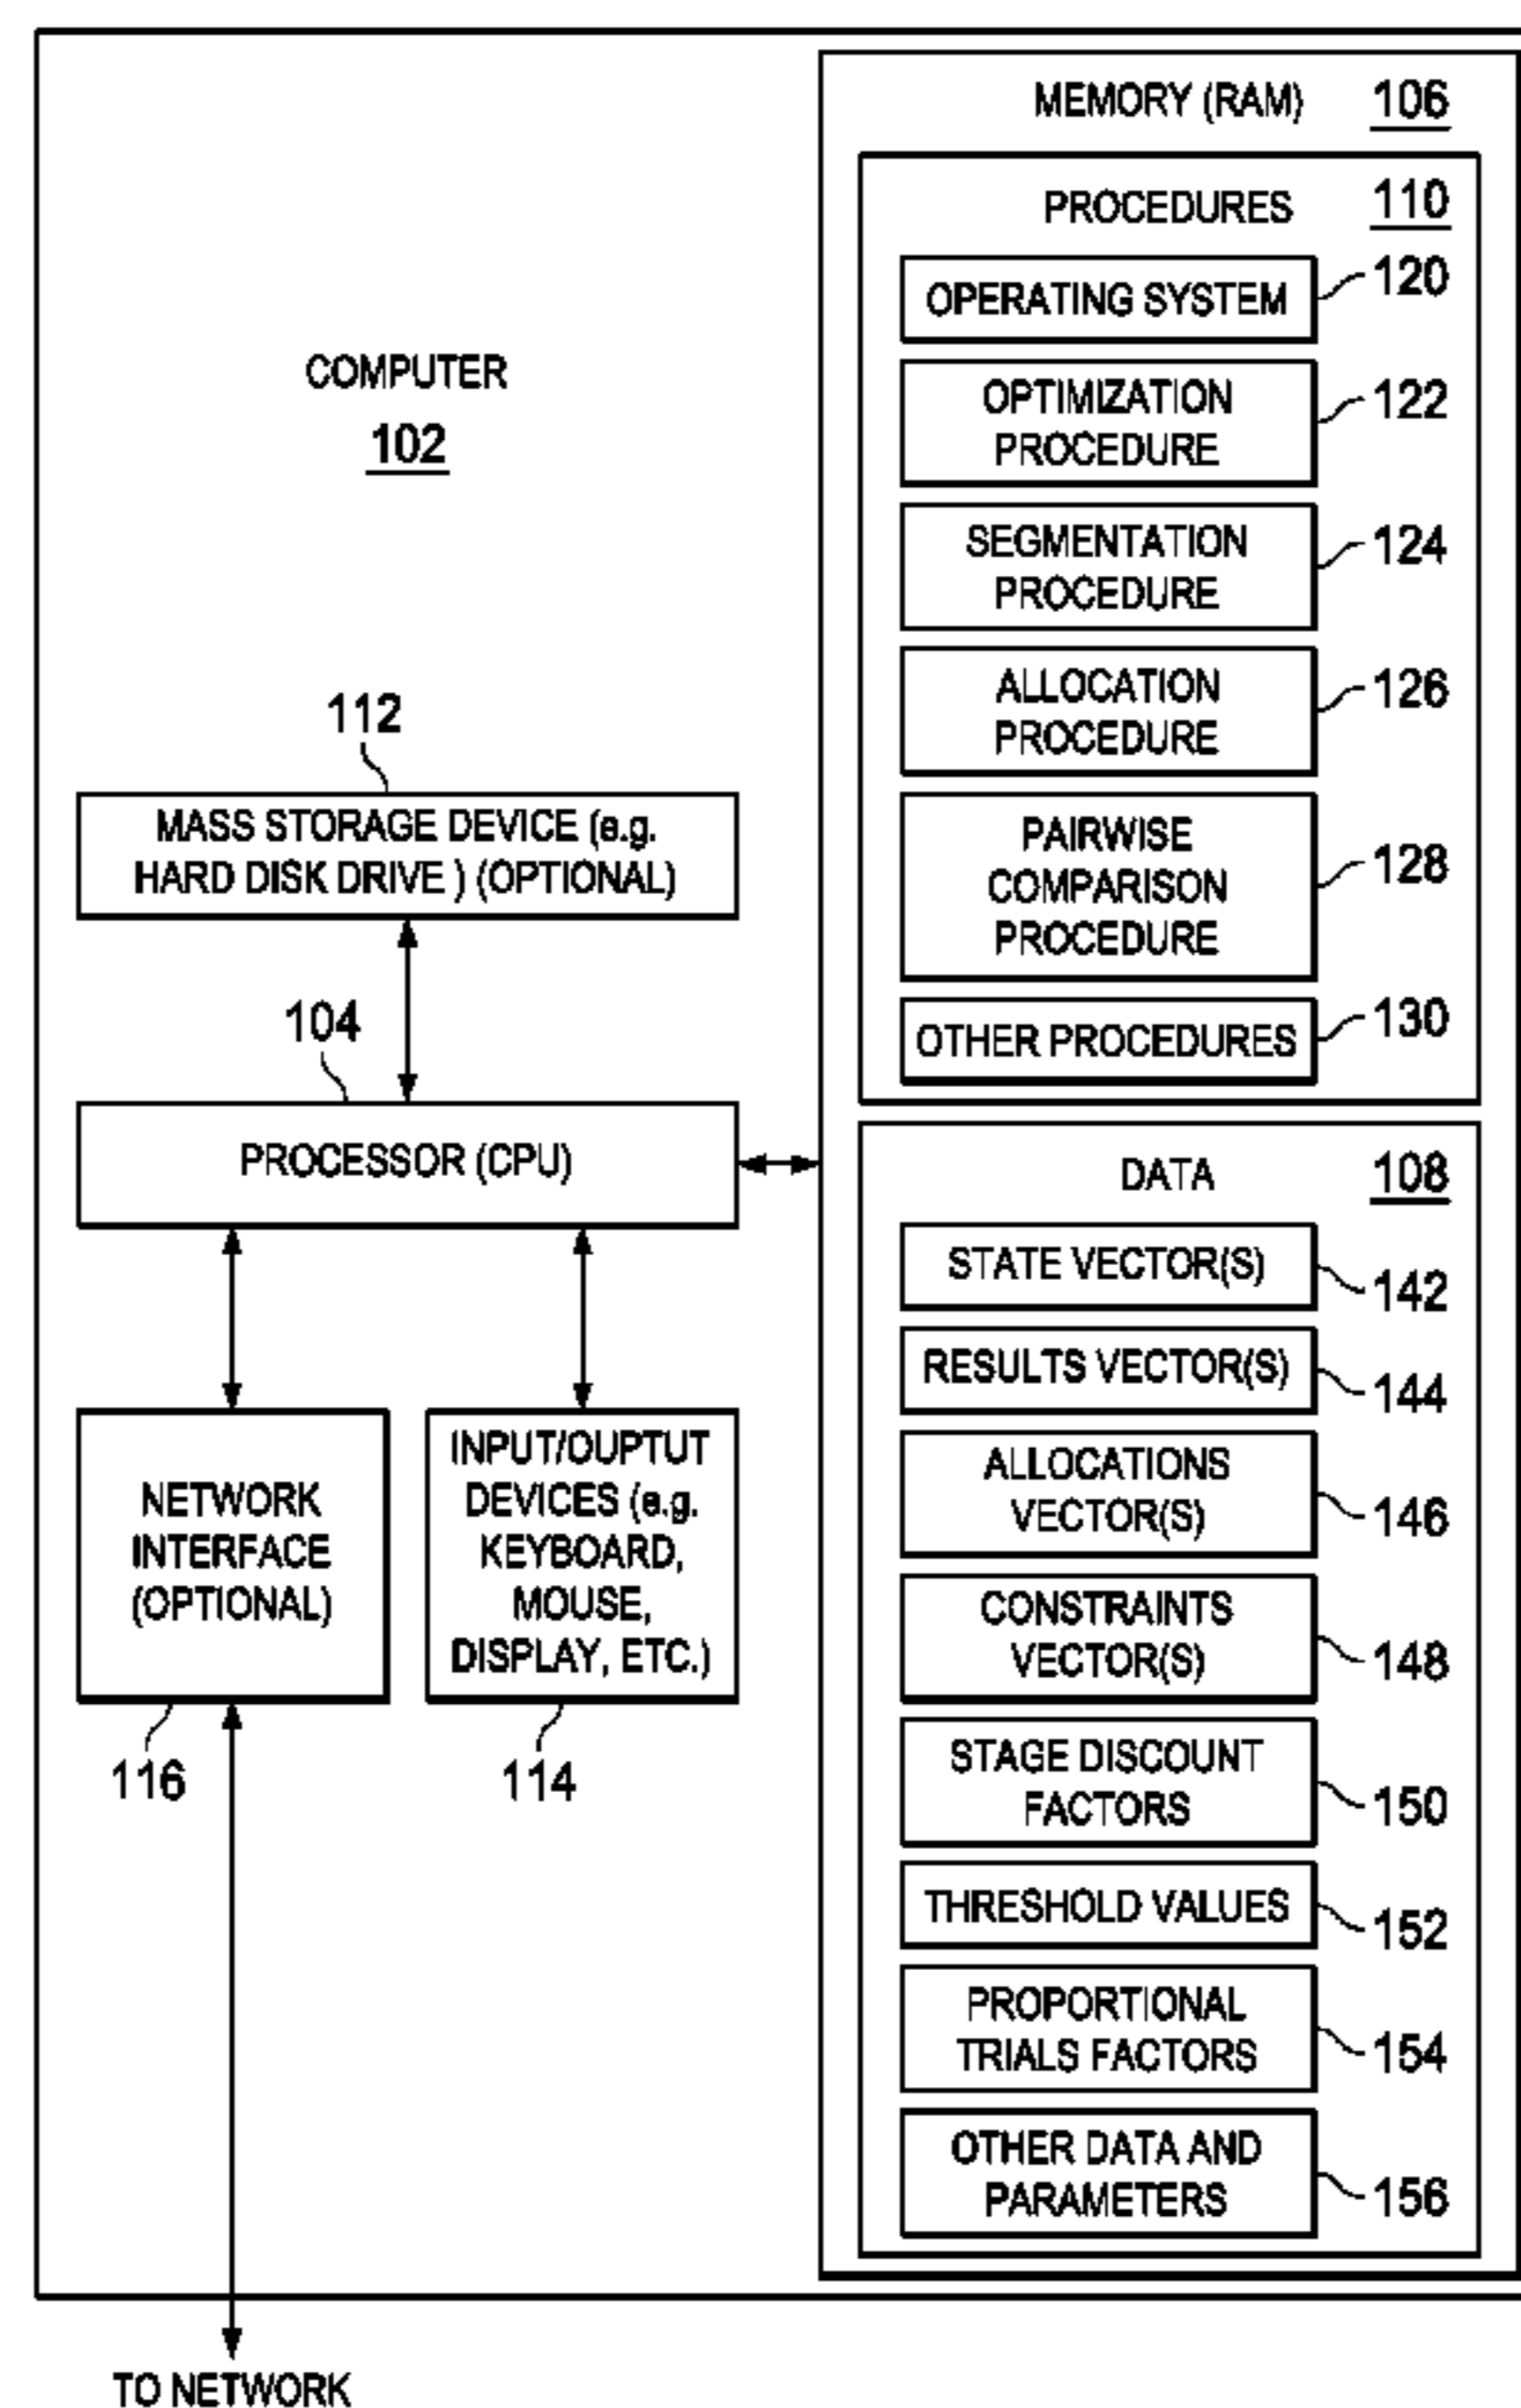 COMPUTER
102
112
MASS STORAGE DEVICE (e.g.
HARD DISK DRIVE ) (OPTIONAL)
104
PROCESSOR (CPU)
NETWORK
INTERFACE
(OPTIONAL)
116
INPUT/OUPTUT
DEVICES (e.g.
KEYBOARD,
MOUSE,
DISPLAY, ETC.)
114
TO NETWORK
MEMORY (RAM) 106
PROCEDURES 110
OPERATING SYSTEM 120
OPTIMIZATION
PROCEDURE
122
SEGMENTATION
PROCEDURE
124
ALLOCATION
PROCEDURE
126
PAIRWISE
COMPARISON
PROCEDURE
128
OTHER PROCEDURES 130
DATA 108
STATE VECTOR(S) 142
RESULTS VECTOR(S) 144
ALLOCATIONS
VECTOR(S)
146
CONSTRAINTS
VECTOR(S)
148
STAGE DISCOUNT
FACTORS
150
THRESHOLD VALUES 152
PROPORTIONAL
TRIALS FACTORS
154
OTHER DATA AND
PARAMETERS
156